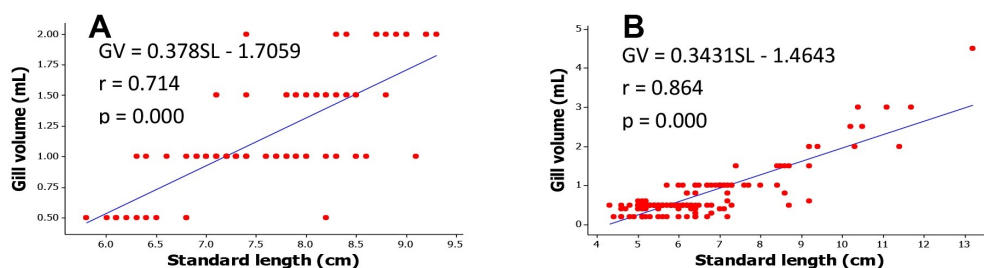 A
GV = 0.378SL - 1.7059
r = 0.714
p = 0.000
Gill volume (mL)
2.00
1.75
1.50
1.25
1.00
0.75
0.50
6.0 6.5 7.0 7.5 8.0 8.5 9.0 9.5
Standard length (cm)
B
GV = 0.3431SL - 1.4643
r = 0.864
p = 0.000
Gill volume (mL)
5
4
3
2
1
0
4 5 6 7 8 9 10 11 12 13
Standard length (cm)